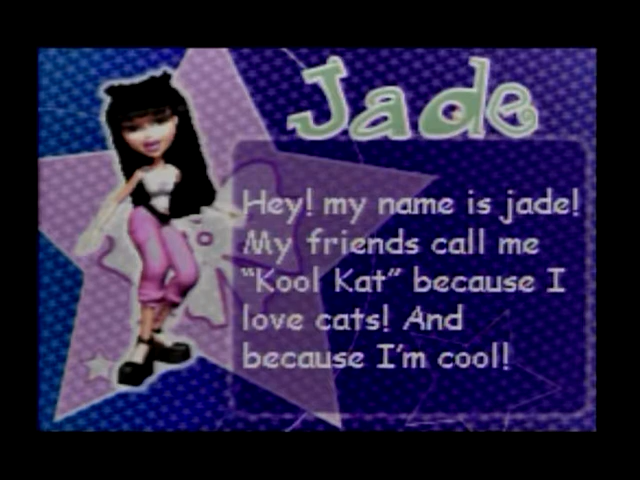 Jade
Hey! my name is jade!
My friends call me
"Kool Kat" because I
love cats! And
because I'm cool!